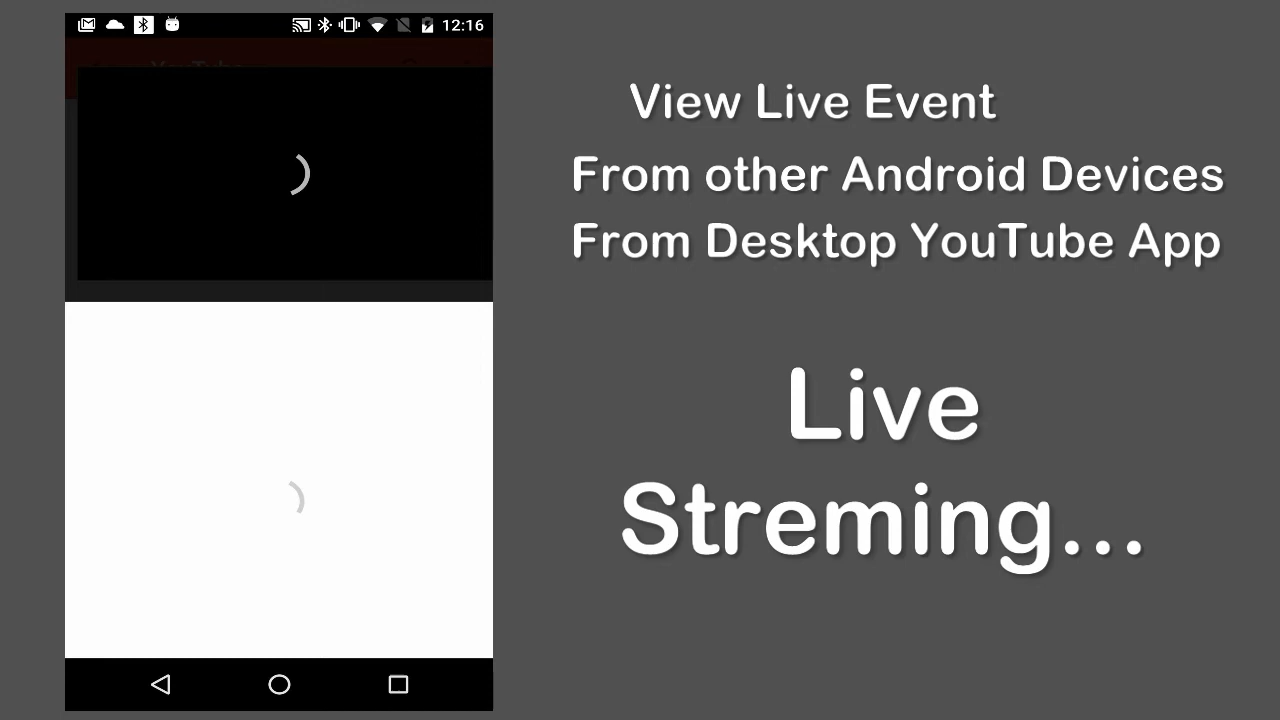 12:16
View Live Event
From other Android Devices
From Desktop YouTube App
Live
Streming...